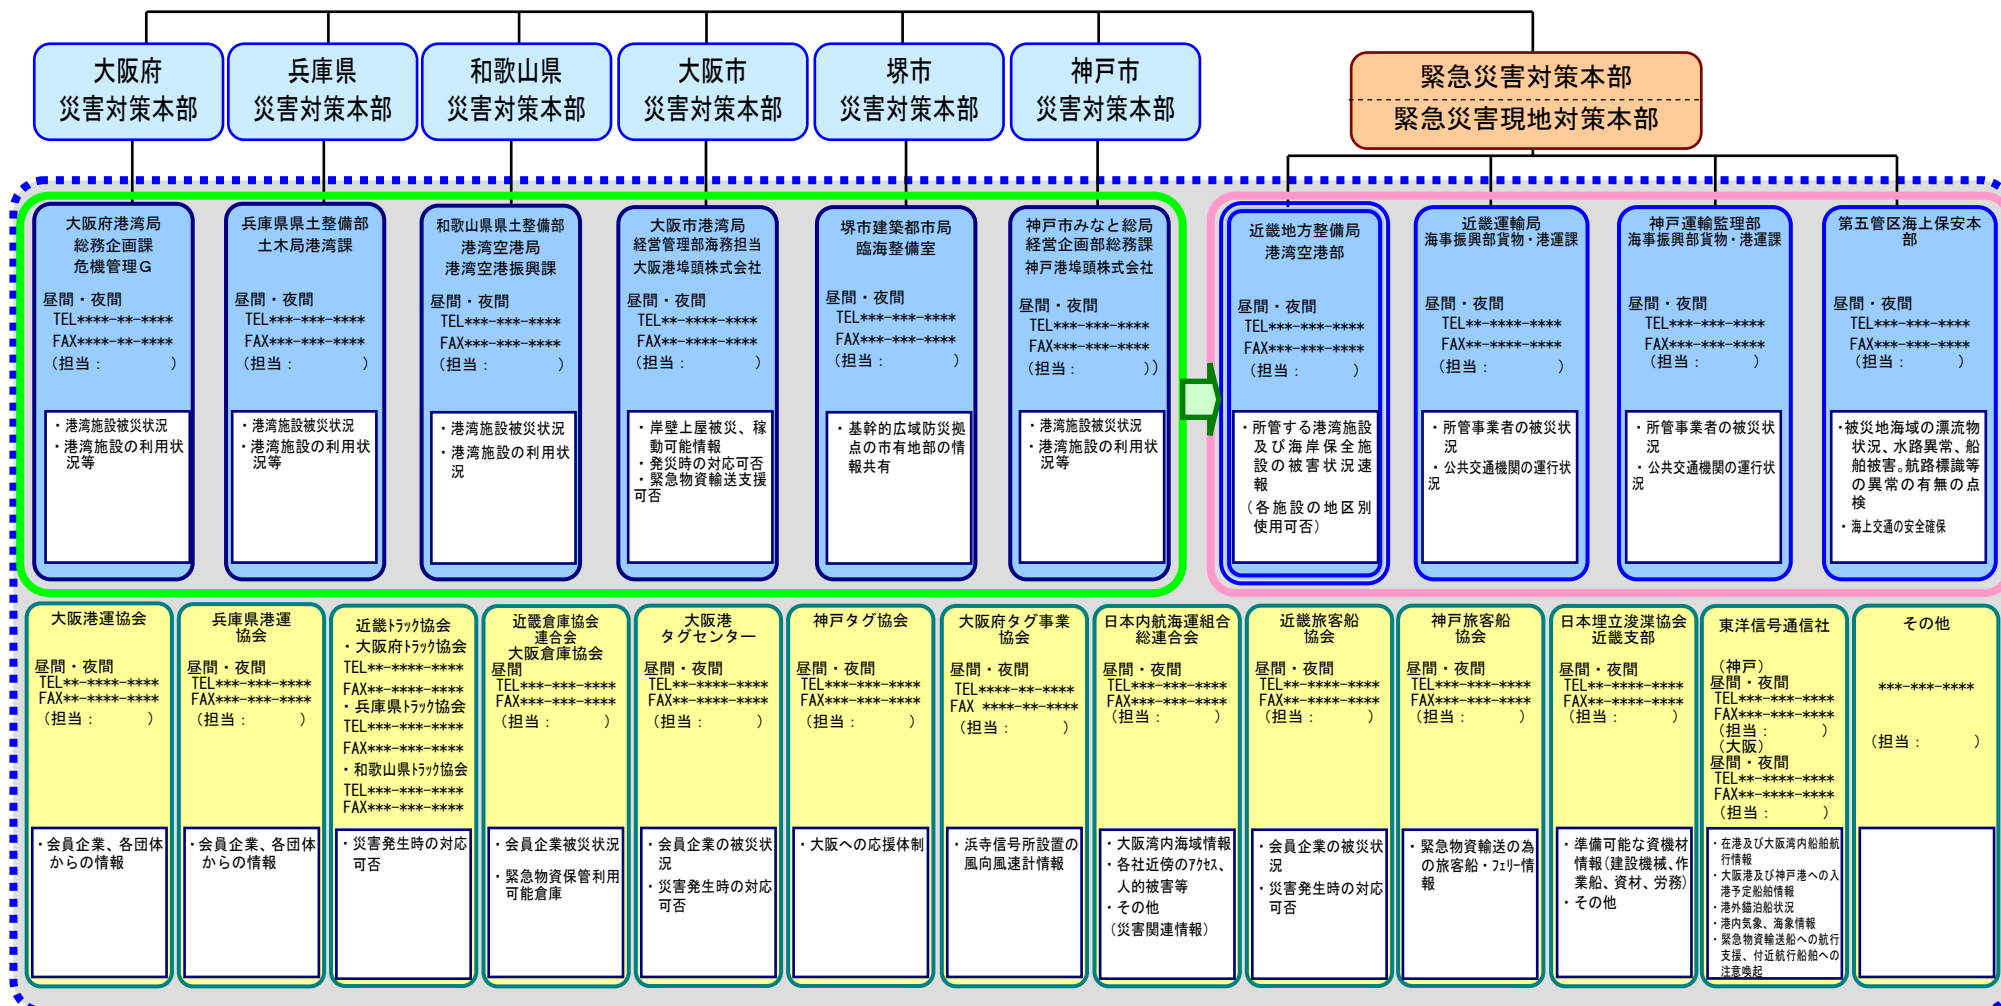 大阪府
災害対策本部
兵庫県
災害対策本部
和歌山県
災害対策本部
大阪市
災害対策本部
堺市
災害対策本部
神戸市
災害対策本部
緊急災害対策本部
緊急災害現地対策本部
大阪府港湾局
総務企画課
危機管理G
昼間・夜間
TEL****-**-****
FAX****-**-****
(担当: )
・港湾施設被災状況
・港湾施設の利用状
況等
兵庫県県土整備部
土木局港湾課
昼間・夜間
TEL***-***-****
FAX***-***-****
(担当: )
・港湾施設被災状況
・港湾施設の利用状
況等
和歌山県県土整備部
港湾空港局
港湾空港振興課
昼間・夜間
TEL***-***-****
FAX***-***-****
(担当: )
・港湾施設被災状況
・港湾施設の利用状
況
大阪市港湾局
経営管理部海務担当
大阪港埠頭株式会社
昼間・夜間
TEL**-****-****
FAX**-****-****
(担当: )
・岸壁上屋被災、稼
動可能情報
・発災時の対応可否
・緊急物資輸送支援
可否
堺市建築都市局
臨海整備室
昼間・夜間
TEL***-***-****
FAX***-***-****
(担当: )
・基幹的広域防災拠
点の市有地部の情
報共有
神戸市みなと総局
経営企画部総務課
神戸港埠頭株式会社
昼間・夜間
TEL***-***-****
FAX***-***-****
(担当: ))
・港湾施設被災状況
・港湾施設の利用状
況等
近畿地方整備局
港湾空港部
昼間・夜間
TEL***-***-****
FAX***-***-****
(担当: )
・所管する港湾施設
及び海岸保全施
設の被害状況速
報
(各施設の地区別
使用可否)
近畿運輸局
海事振興部貨物・港運課
昼間・夜間
TEL**-****-****
FAX**-****-****
(担当: )
・所管事業者の被災状
況
・公共交通機関の運行状
況
神戸運輸監理部
海事振興部貨物・港運課
昼間・夜間
TEL***-***-****
FAX***-***-****
(担当: )
・所管事業者の被災状
況
・公共交通機関の運行状
況
第五管区海上保安本
部
昼間・夜間
TEL***-***-****
FAX***-***-****
(担当: )
・被災地海域の漂流物
状況、水路異常、船
舶被害。航路標識等
の異常の有無の点
検
・海上交通の安全確保
大阪港運協会
昼間・夜間
TEL**-****-****
FAX**-****-****
(担当: )
・会員企業、各団体
からの情報
兵庫県港運
協会
昼間・夜間
TEL***-***-****
FAX***-***-****
(担当: )
・会員企業、各団体
からの情報
近畿トラック協会
・大阪府トラック協会
TEL**-****-****
FAX**-****-****
・兵庫県トラック協会
TEL***-***-****
FAX***-***-****
・和歌山県トラック協会
TEL***-***-****
FAX***-***-****
・災害発生時の対応
可否
近畿倉庫協会
連合会
大阪倉庫協会
昼間
TEL***-***-****
FAX***-***-****
(担当: )
・会員企業被災状況
・緊急物資保管利用
可能倉庫
大阪港
タグセンター
昼間・夜間
TEL**-****-****
FAX**-****-****
(担当: )
・会員企業の被災状
況
・災害発生時の対応
可否
神戸タグ協会
昼間・夜間
TEL***-***-****
FAX***-***-****
(担当: )
・大阪への応援体制
大阪府タグ事業
協会
昼間・夜間
TEL****-**-****
FAX ****-**-****
(担当: )
・浜寺信号所設置の
風向風速計情報
日本内航海運組合
総連合会
昼間・夜間
TEL***-***-****
FAX***-***-****
(担当: )
・大阪湾内海域情報
・各社近傍のアクセス、
人的被害等
・その他
(災害関連情報)
近畿旅客船
協会
昼間・夜間
TEL**-****-****
FAX**-****-****
(担当: )
・会員企業の被災状
況
・災害発生時の対応
可否
神戸旅客船
協会
昼間・夜間
TEL***-***-****
FAX***-***-****
(担当: )
・緊急物資輸送の為
の旅客船・フェリー情
報
日本埋立浚渫協会
近畿支部
昼間・夜間
TEL**-****-****
FAX**-****-****
(担当: )
・準備可能な資機材
情報(建設機械、作
業船、資材、労務)
・その他
東洋信号通信社
(神戸)
昼間・夜間
TEL***-***-****
FAX***-***-****
(担当: )
(大阪)
昼間・夜間
TEL**-****-****
FAX**-****-****
(担当: )
・在港及び大阪湾内船舶航
行情報
・大阪港及び神戸港への入
港予定船舶情報
・港外錨泊船状況
・港内気象、海象情報
・緊急物資輸送船への航行
支援、付近航行船舶への
注意喚起
その他
***-***-****
(担当: )